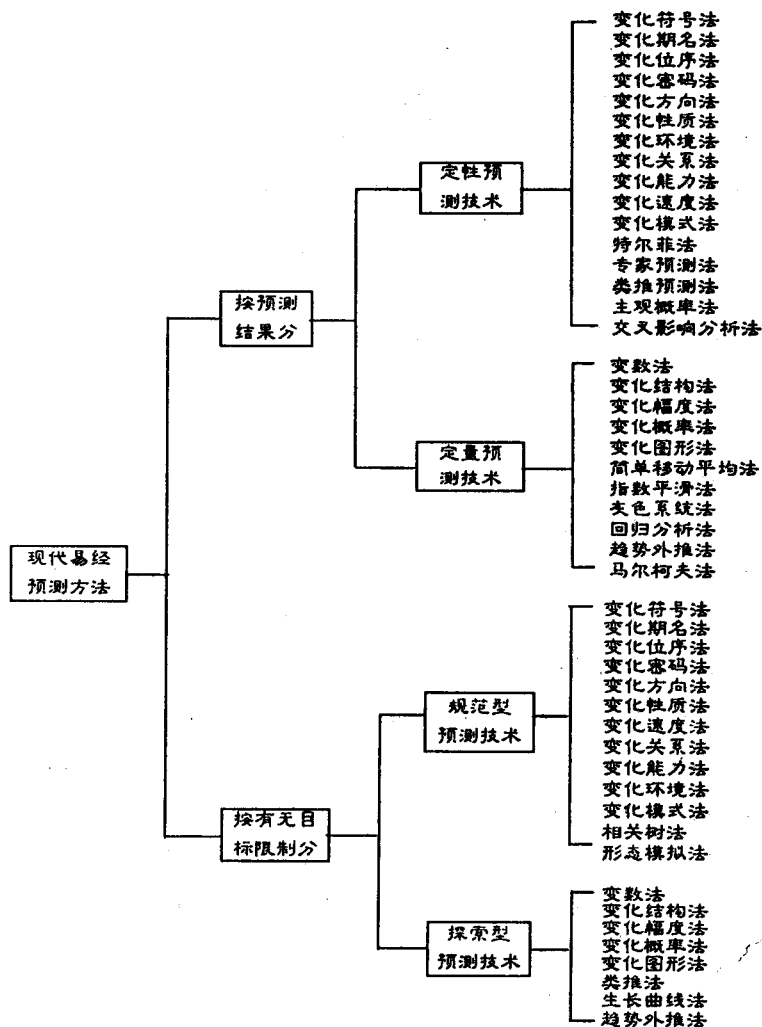 现代易经
预测方法
按预测
结果分
定性预
测技术
变化符号法
变化期名法
变化位序法
变化密码法
变化方向法
变化性质法
变化环境法
变化关系法
变化能力法
变化速度法
变化模式法
特尔菲法
专家预测法
类推预测法
主观概率法
交叉影响分析法
定量预
测技术
变数法
变化结构法
变化幅度法
变化概率法
变化图形法
简单移动平均法
指数平滑法
灰色系统法
回归分析法
趋势外推法
马尔柯夫法
按有无目
标限制分
规范型
预测技术
变化符号法
变化期名法
变化位序法
变化密码法
变化方向法
变化性质法
变化速度法
变化关系法
变化能力法
变化环境法
变化模式法
相关树法
形态模拟法
探索型
预测技术
变数法
变化结构法
变化幅度法
变化概率法
变化图形法
类推法
生长曲线法
趋势外推法